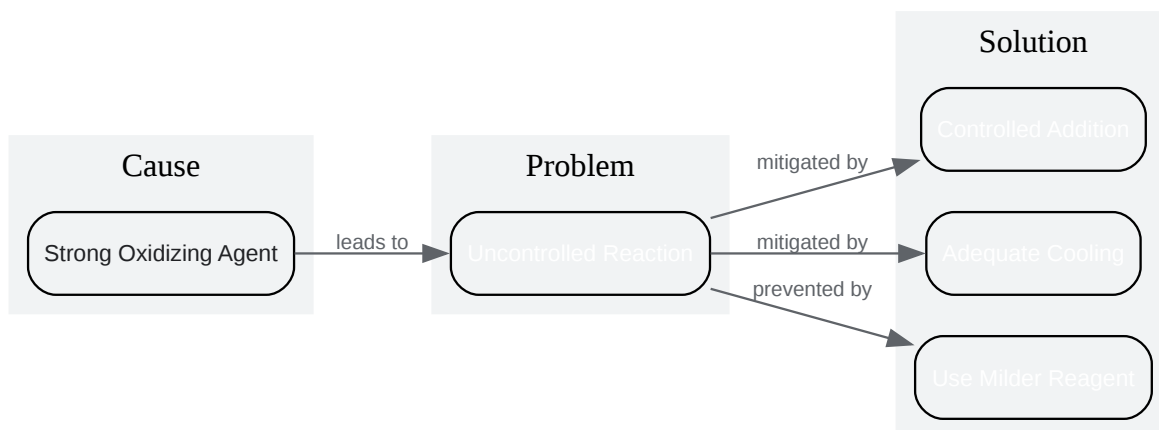 Cause
Strong Oxidizing Agent
leads to
Problem
Uncontrolled Reaction
mitigated by
mitigated by
prevented by
Solution
Controlled Addition
Adequate Cooling
Use Milder Reagent